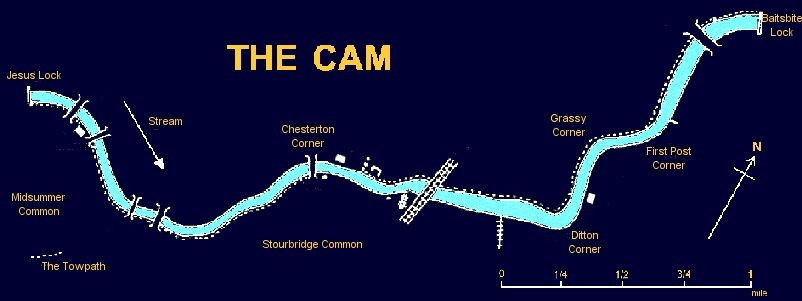 THE CAM
Baitsbite
Lock
Jesus Lock
Stream
Chesterton
Corner
Grassy
Corner
First Post
Corner
N
Midsummer
Common
Stourbridge Common
Ditton
Corner
The Towpath
0 1/4 1/2 3/4 1
mile